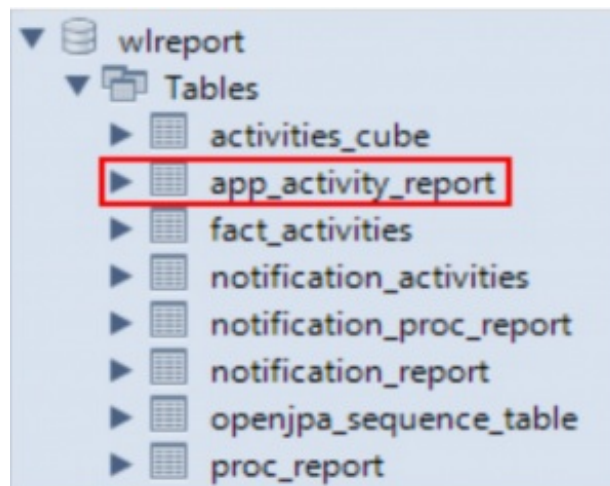 wlreport
Tables
activities_cube
app_activity_report
fact_activities
notification_activities
notification_proc_report
notification_report
openjpa_sequence_table
proc_report